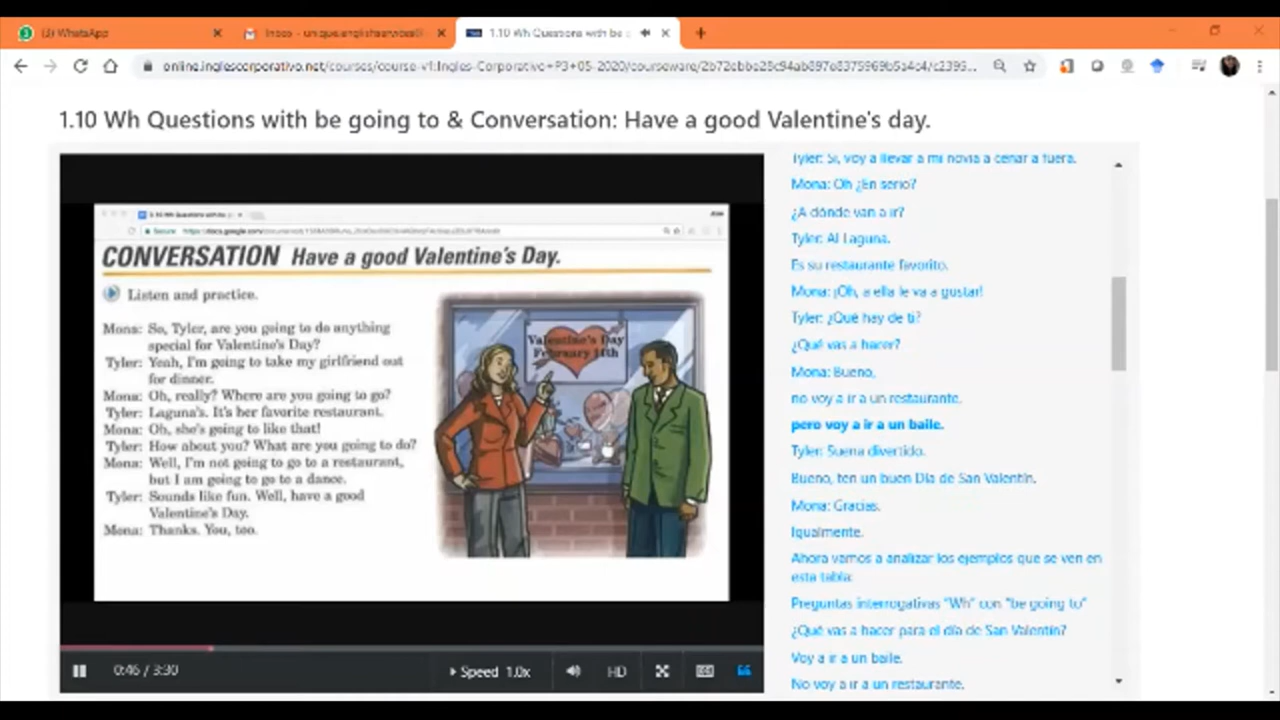 (3) WhatsApp
1.10 Wh Questions with be
1.10 Wh Questions with be going to & Conversation: Have a good Valentine's day.
CONVERSATION Have a good Valentine's Day.
Listen and practice.
Mona: So, Tyler, are you going to do anything
special for Valentine's Day?
Tyler: Yeah, I'm going to take my girlfriend out
for dinner.
Mona: Oh, really? Where are you going to go?
Tyler: Laguna's. It's her favorite restaurant.
Mona: Oh, she's going to like that!
Tyler: How about you? What are you going to do?
Mona: Well, I'm not going to go to a restaurant,
but I am going to go to a dance.
Tyler: Sounds like fun. Well, have a good
Valentine's Day.
Mona: Thanks. You, too.
Valentine's Day
February 14th
0:46 / 3:30
Speed 1.0x
HD
Tyler: Sí, voy a llevar a mi novia a cenar a fuera.
Mona: Oh ¿En serio?
¿A dónde van a ir?
Tyler: Al Laguna.
Es su restaurante favorito.
Mona: ¡Oh, a ella le va a gustar!
Tyler: ¿Qué hay de ti?
¿Qué vas a hacer?
Mona: Bueno,
no voy a ir a un restaurante,
pero voy a ir a un baile.
Tyler: Suena divertido.
Bueno, ten un buen Día de San Valentín.
Mona: Gracias.
Igualmente.
Ahora vamos a analizar los ejemplos que se ven en
esta tabla:
Preguntas interrogativas "Wh" con "be going to"
¿Qué vas a hacer para el día de San Valentín?
Voy a ir a un baile.
No voy a ir a un restaurante.